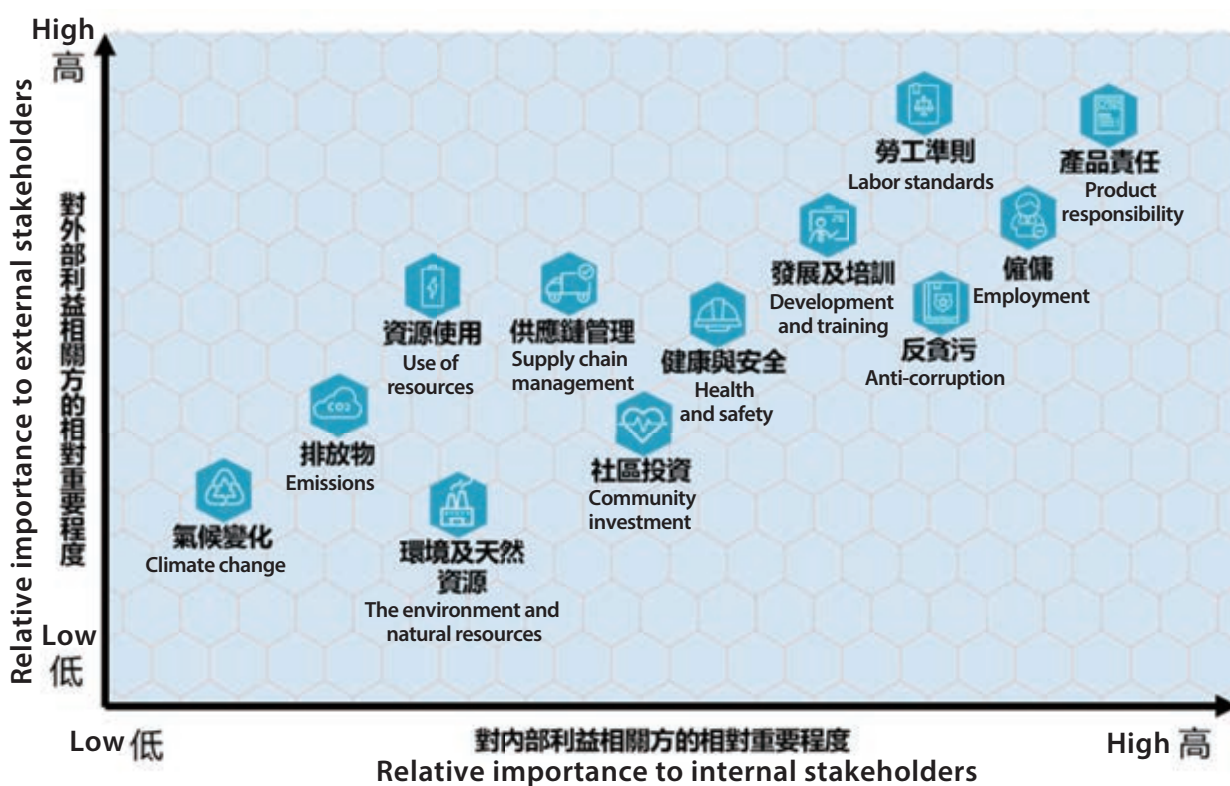 High
高
Relative importance to external stakeholders
對外部利益相關方的相對重要程度
勞工準則
Labor standards
產品責任
Product
responsibility
發展及培訓
Development
and training
僱傭
Employment
資源使用
Use of
resources
供應鏈管理
Supply chain
management
健康與安全
Health
and safety
反貪污
Anti-corruption
排放物
Emissions
CO2
社區投資
Community
investment
氣候變化
Climate change
環境及天然
資源
The environment and
natural resources
Low
低
Low 低
對內部利益相關方的相對重要程度
High 高
Relative importance to internal stakeholders